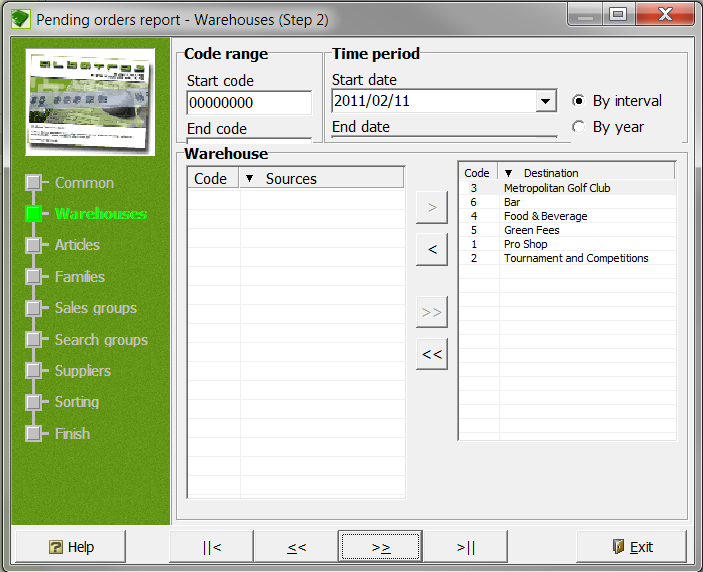 Pending orders report - Warehouses (Step 2)
ALBATROS
Common
Warehouses
Articles
Families
Sales groups
Search groups
Suppliers
Sorting
Finish
Code range
Start code
00000000
End code
Time period
Start date
2011/02/11
End date
By interval
By year
Warehouse
Code Sources
>
<
>>
<<
Code Destination
3 Metropolitan Golf Club
6 Bar
4 Food & Beverage
5 Green Fees
1 Pro Shop
2 Tournament and Competitions
Help
||<
<<
>>
>||
Exit